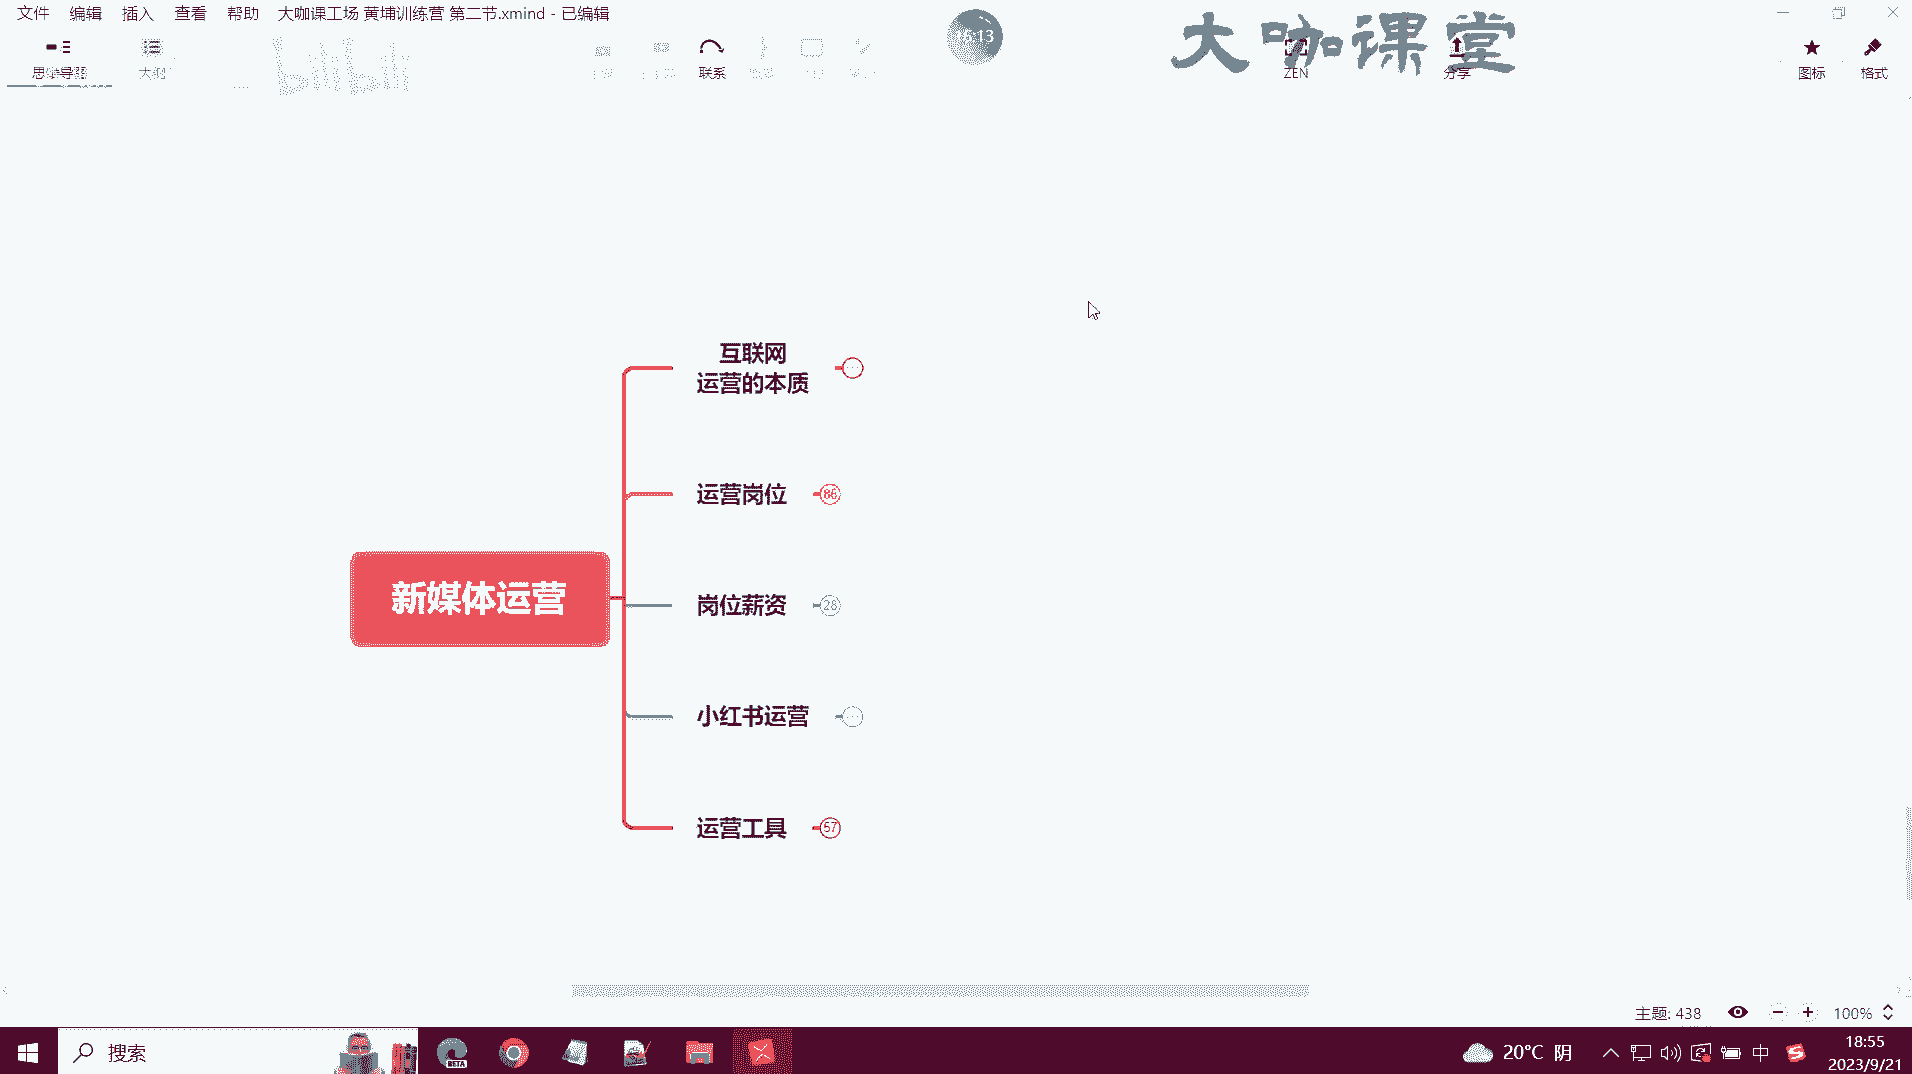 文件 编辑 插入 查看 帮助 大咖课工场 黄埔训练营 第二节.xmind - 已编辑
大咖课堂
bilibili
思维导图 大纲 联系 ZEN 分享 图标 格式
互联网
运营的本质
运营岗位 86
岗位薪资 28
新媒体运营
小红书运营
运营工具 57
主题: 438 100%
搜索 BETA 20°C 阴 中 18:55
2023/9/21